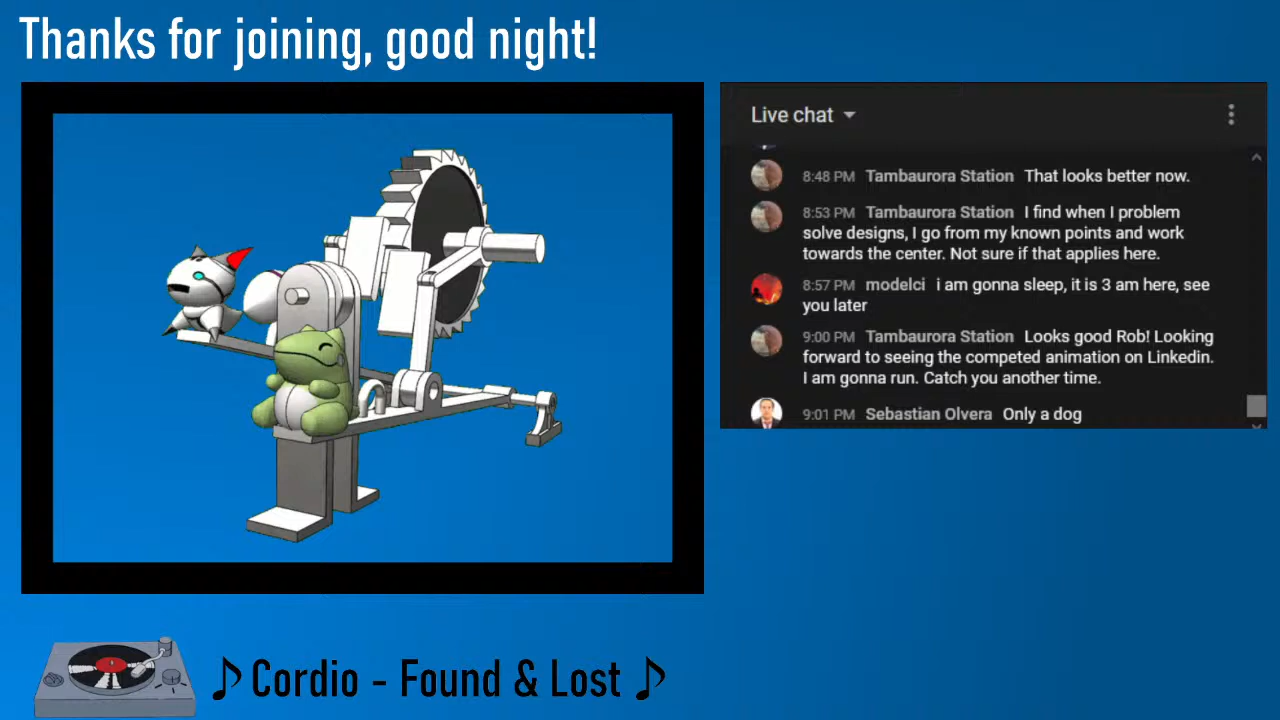 Thanks for joining, good night!
Live chat
8:48 PM Tambaurora Station That looks better now.
8:53 PM Tambaurora Station I find when I problem
solve designs, I go from my known points and work
towards the center. Not sure if that applies here.
8:57 PM modelci i am gonna sleep, it is 3 am here, see
you later
9:00 PM Tambaurora Station Looks good Rob! Looking
forward to seeing the competed animation on Linkedin.
I am gonna run. Catch you another time.
9:01 PM Sebastian Olvera Only a dog
♪ Cordio - Found & Lost ♪